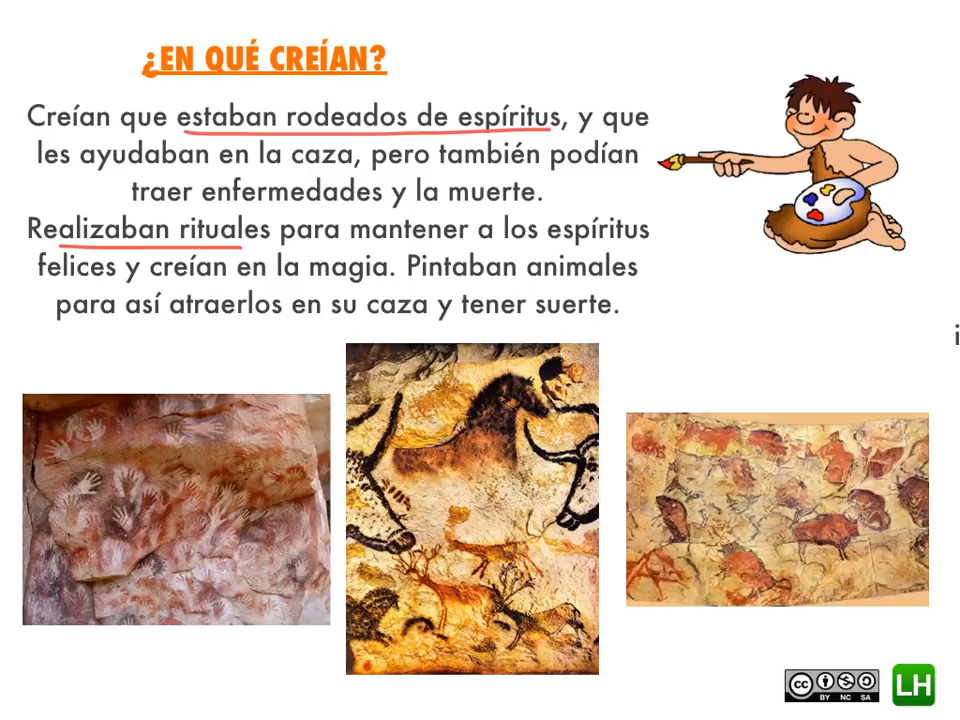 ¿EN QUÉ CREÍAN?
Creían que estaban rodeados de espíritus, y que
les ayudaban en la caza, pero también podían
traer enfermedades y la muerte.
Realizaban rituales para mantener a los espíritus
felices y creían en la magia. Pintaban animales
para así atraerlos en su caza y tener suerte.
i
cc BY NC SA
LH